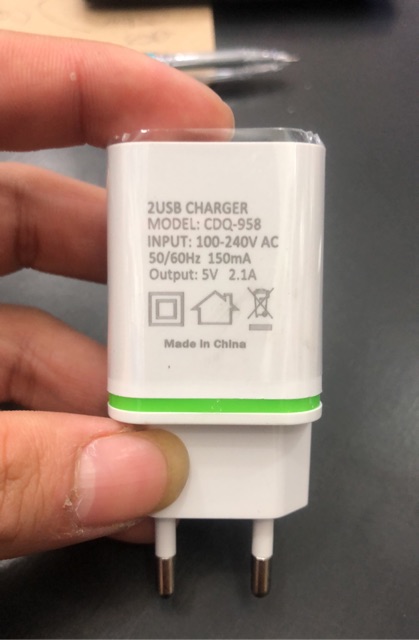 2USB CHARGER
MODEL: CDQ-958
INPUT: 100-240V AC
50/60Hz 150mA
Output: 5V 2.1A
Made in China